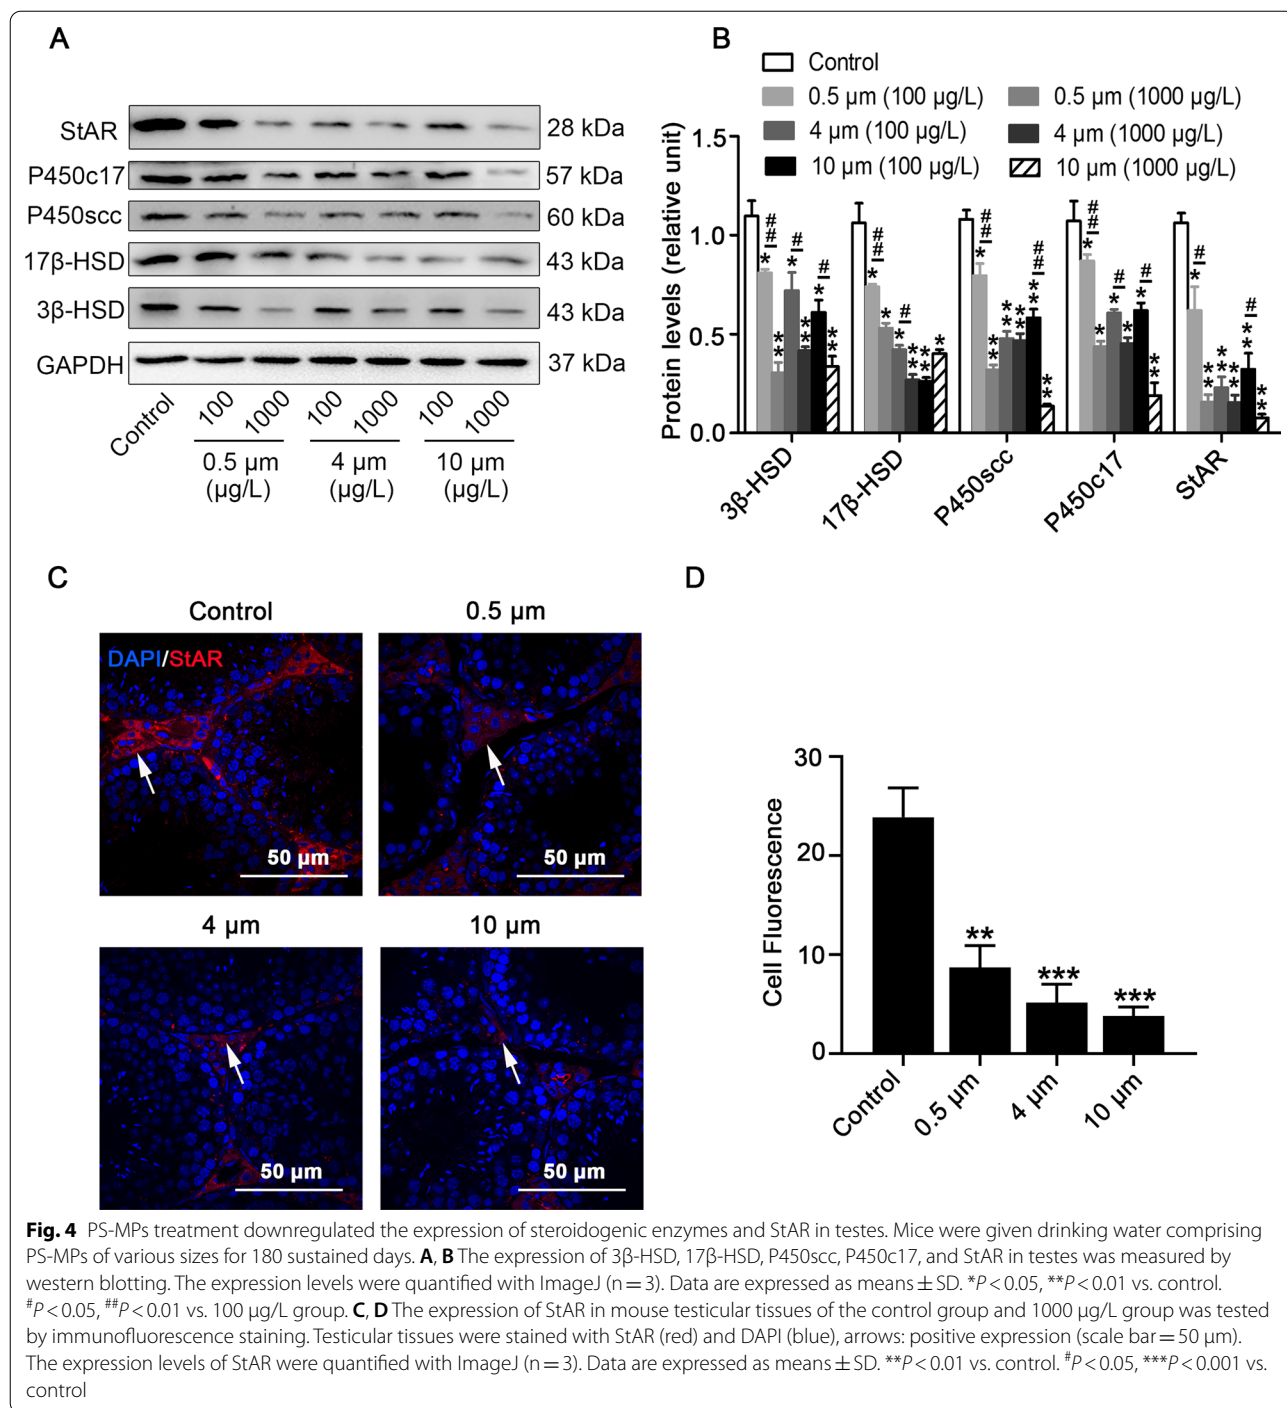 A
StAR
28 kDa
P450c17
57 kDa
P450scc
60 kDa
17β-HSD
43 kDa
3β-HSD
43 kDa
GAPDH
37 kDa
Control
100
1000
100
1000
100
1000
0.5 µm
4 µm
10 µm
(µg/L)
(µg/L)
(µg/L)
B
Control
0.5 µm (100 µg/L)
0.5 µm (1000 µg/L)
4 µm (100 µg/L)
4 µm (1000 µg/L)
10 µm (100 µg/L)
10 µm (1000 µg/L)
Protein levels (relative unit)
1.5
1.0
0.5
0.0
## * ** # * ** # * **
## * * # * ** ** *
## * ** ** ** ## ** **
## * * # * * # * **
# * ** ** ** # ** **
3β-HSD
17β-HSD
P450scc
P450c17
StAR
C
Control
0.5 µm
DAPI/StAR
50 µm
50 µm
4 µm
10 µm
50 µm
50 µm
D
Cell Fluorescence
30
20
10
0
**
***
***
Control
0.5 µm
4 µm
10 µm
Fig. 4 PS-MPs treatment downregulated the expression of steroidogenic enzymes and StAR in testes. Mice were given drinking water comprising
PS-MPs of various sizes for 180 sustained days. A, B The expression of 3β-HSD, 17β-HSD, P450scc, P450c17, and StAR in testes was measured by
western blotting. The expression levels were quantified with ImageJ (n = 3). Data are expressed as means ± SD. *P < 0.05, **P < 0.01 vs. control.
#P < 0.05, ##P < 0.01 vs. 100 µg/L group. C, D The expression of StAR in mouse testicular tissues of the control group and 1000 µg/L group was tested
by immunofluorescence staining. Testicular tissues were stained with StAR (red) and DAPI (blue), arrows: positive expression (scale bar = 50 µm).
The expression levels of StAR were quantified with ImageJ (n = 3). Data are expressed as means ± SD. **P < 0.01 vs. control. #P < 0.05, ***P < 0.001 vs.
control